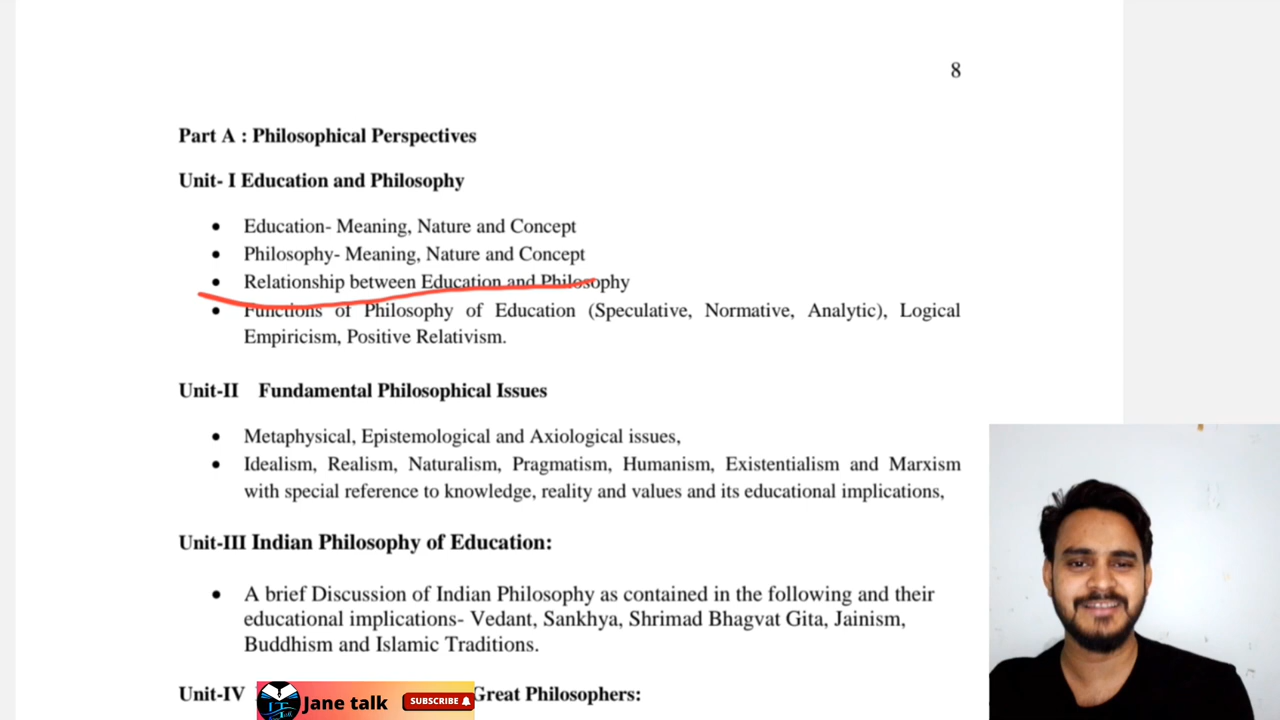 8
Part A : Philosophical Perspectives
Unit- I Education and Philosophy
• Education- Meaning, Nature and Concept
• Philosophy- Meaning, Nature and Concept
• Relationship between Education and Philosophy
• Functions of Philosophy of Education (Speculative, Normative, Analytic), Logical
Empiricism, Positive Relativism.
Unit-II Fundamental Philosophical Issues
• Metaphysical, Epistemological and Axiological issues,
• Idealism, Realism, Naturalism, Pragmatism, Humanism, Existentialism and Marxism
with special reference to knowledge, reality and values and its educational implications,
Unit-III Indian Philosophy of Education:
• A brief Discussion of Indian Philosophy as contained in the following and their
educational implications- Vedant, Sankhya, Shrimad Bhagvat Gita, Jainism,
Buddhism and Islamic Traditions.
Unit-IV Great Philosophers:
Jane talk
SUBSCRIBE